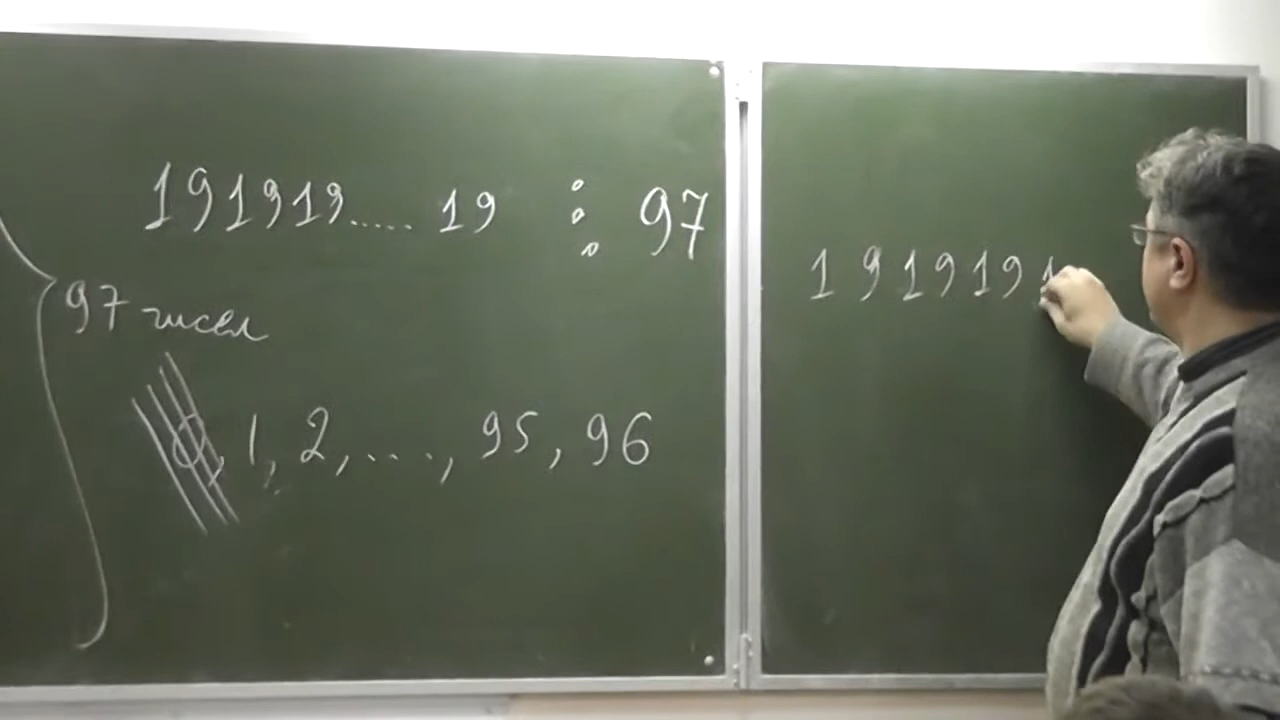 191919..... 19 ⋮ 97
97 чисел
0, 1, 2, ...., 95, 96
1919191